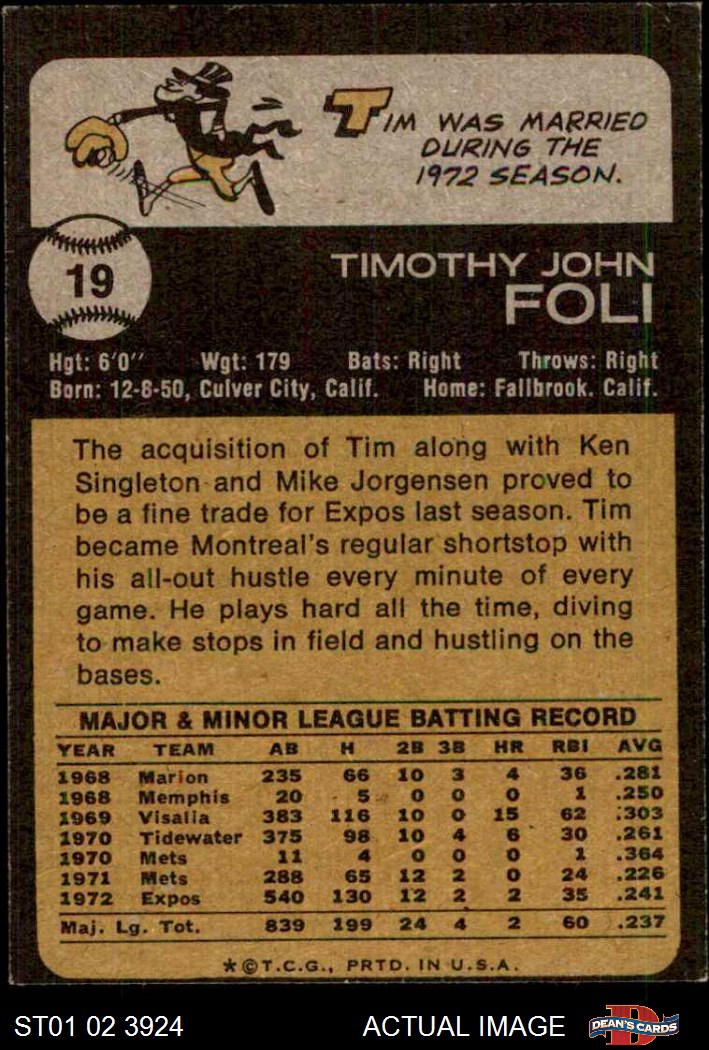 TIM WAS MARRIED
DURING THE
1972 SEASON.
19
TIMOTHY JOHN
FOLI
Hgt: 6'0" Wgt: 179 Bats: Right Throws: Right
Born: 12-8-50, Culver City, Calif. Home: Fallbrook. Calif.
The acquisition of Tim along with Ken
Singleton and Mike Jorgensen proved to
be a fine trade for Expos last season. Tim
became Montreal's regular shortstop with
his all-out hustle every minute of every
game. He plays hard all the time, diving
to make stops in field and hustling on the
bases.
MAJOR & MINOR LEAGUE BATTING RECORD
YEAR TEAM AB H 2B 3B HR RBI AVG
1968 Marion 235 66 10 3 4 36 .281
1968 Memphis 20 5 0 0 0 1 .250
1969 Visalia 383 116 10 0 15 62 .303
1970 Tidewater 375 98 10 4 6 30 .261
1970 Mets 11 4 0 0 0 1 .364
1971 Mets 288 65 12 2 0 24 .226
1972 Expos 540 130 12 2 2 35 .241
Maj. Lg. Tot. 839 199 24 4 2 60 .237
*©T.C.G., PRTD. IN U.S.A.
ST01 02 3924 ACTUAL IMAGE D DEAN'S CARDS